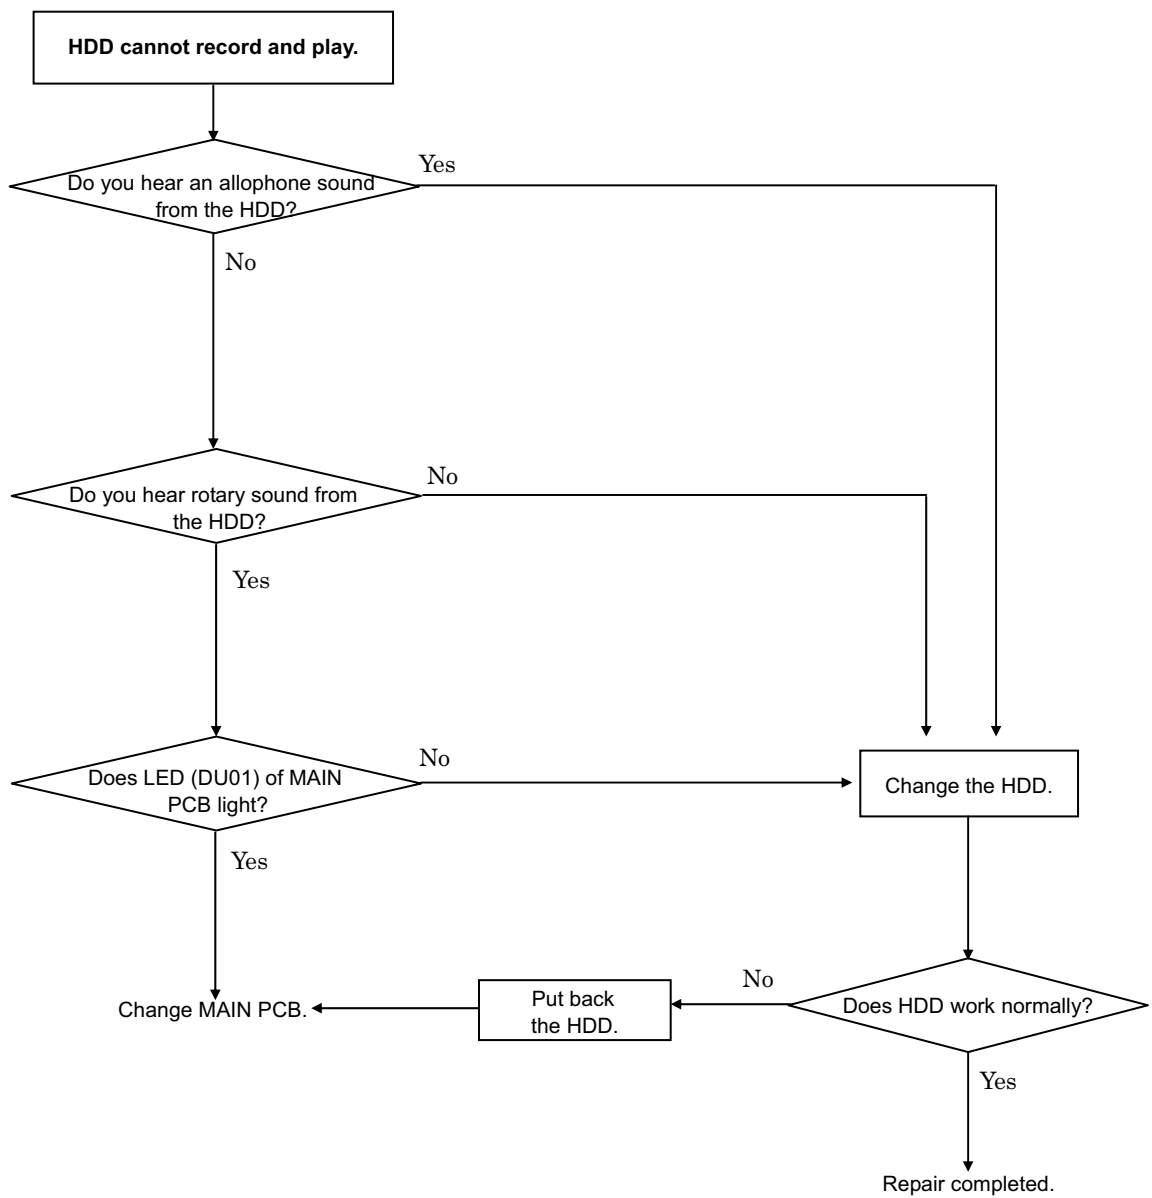 HDD cannot record and play.
Yes
Do you hear an allophone sound
from the HDD?
No
No
Do you hear rotary sound from
the HDD?
Yes
No
Does LED (DU01) of MAIN
PCB light?
Change the HDD.
Yes
No
Put back
the HDD.
Does HDD work normally?
Change MAIN PCB.
Yes
Repair completed.